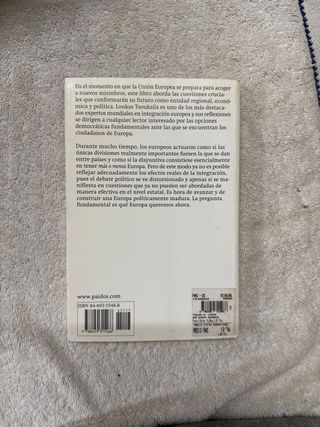 En el momento en que la Unión Europea se prepara para acoger
a nuevos miembros, este libro aborda las cuestiones crucia-
les que conformarán su futuro como entidad regional, econó-
mica y política. Loukas Tsoukalis es uno de los más destaca-
dos expertos mundiales en integración europea y sus reflexiones
se dirigen a cualquier lector interesado por las opciones
democráticas fundamentales ante las que se encuentran los
ciudadanos de Europa.
Durante mucho tiempo, los europeos actuaron como si las
únicas divisiones realmente importantes fuesen la que se dan
entre países y como si la disyuntiva consistiese esencialmente
en tener más o menos Europa. Pero de este modo ya no es posible
reflejar adecuadamente los efectos reales de la integración,
pues el debate político se ve distorsionado y apenas si se ma-
nifiesta en cuestiones que ya no pueden ser abordadas de
manera efectiva en el nivel estatal. Es hora de avanzar y de
construir una Europa políticamente madura. La pregunta
fundamental es qué Europa queremos ahora.
www.paidos.com
ISBN 84-493-1546-8
FNAC
PRECIO FNAC